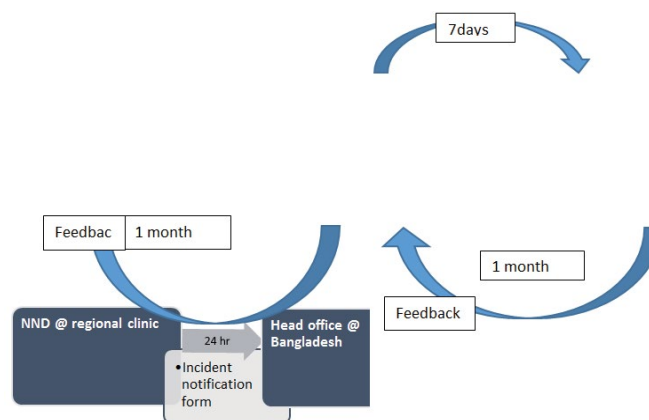 7days
Feedbac
1 month
1 month
Feedback
NND @ regional clinic
24 hr
Head office @
Bangladesh
•Incident
notification
form